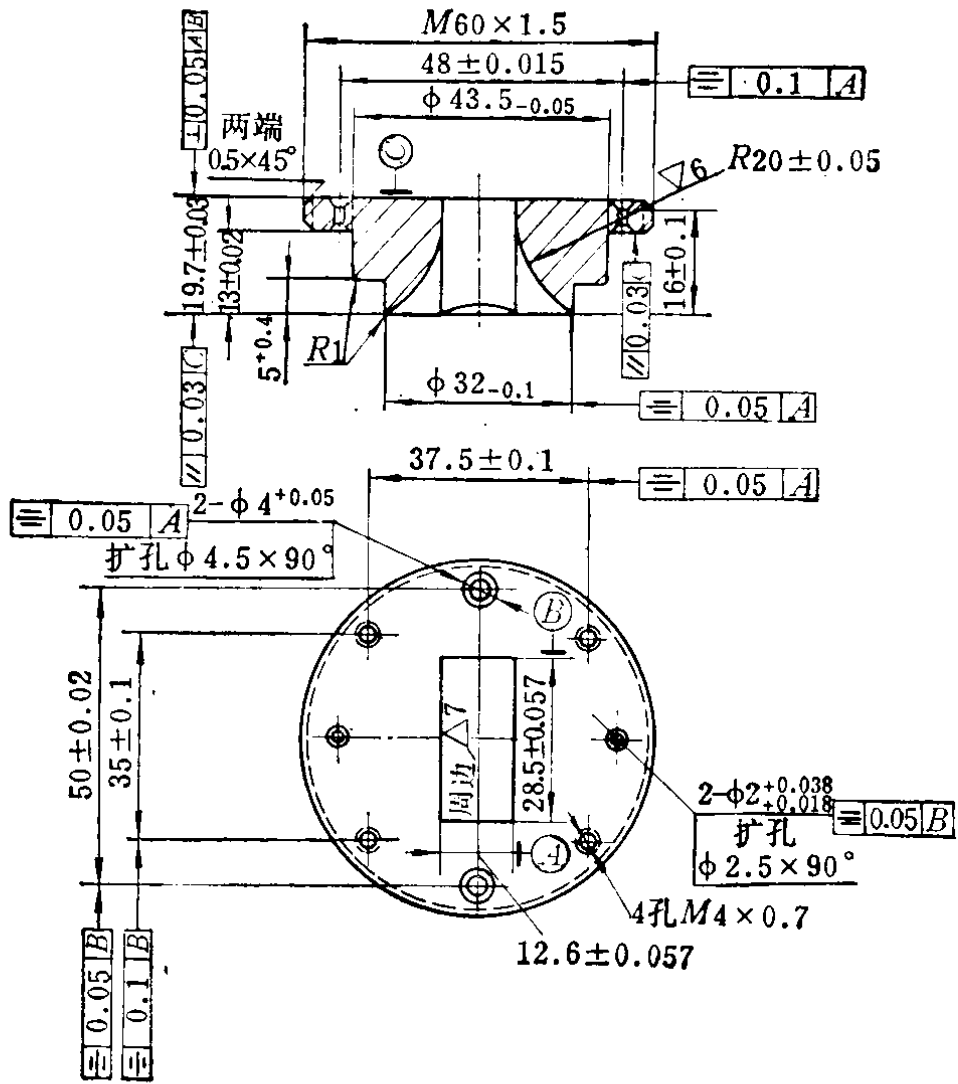 M60×1.5
48±0.015
⌯ 0.1 A
ϕ43.5-0.05
⊥ 0.05 A B
两端
0.5×45°
C
▽6
R20±0.05
19.7±0.03
13±0.02
5+0.4
R1
16±0.1
// 0.03 C
// 0.03 C
ϕ32-0.1
⌯ 0.05 A
37.5±0.1
⌯ 0.05 A
⌯ 0.05 A
2-ϕ4+0.05
扩孔ϕ4.5×90°
B
50±0.02
35±0.1
周边
▽7
28.5±0.057
2-ϕ2+0.038
+0.018
⌯ 0.05 B
扩孔
ϕ2.5×90°
A
4孔M4×0.7
12.6±0.057
⌯ 0.05 B
⌯ 0.1 B